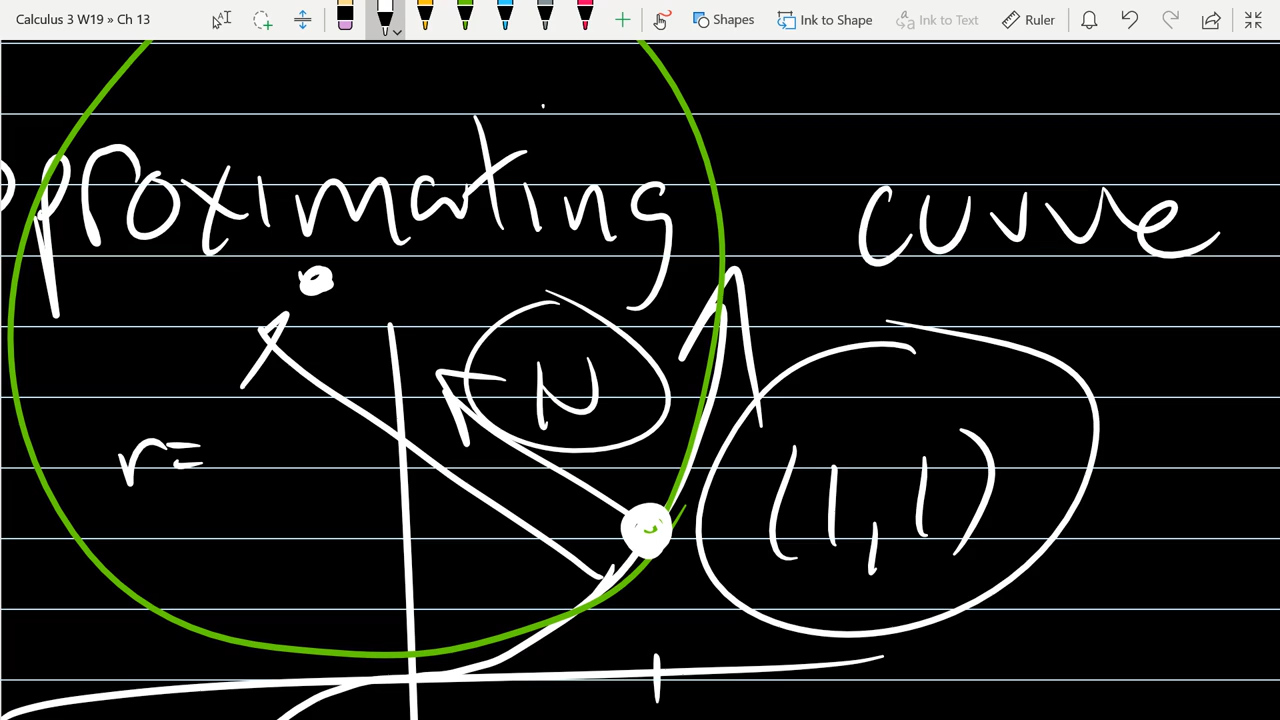 Calculus 3 W19 » Ch 13
Shapes
Ink to Shape
Ink to Text
Ruler
pproximating curve
N
r=
(1,1)